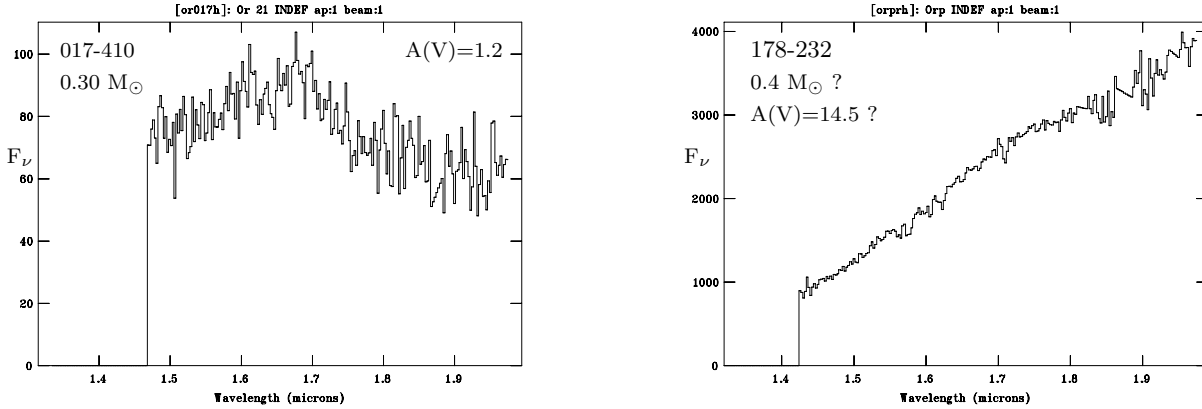 [or017h]: Or 21 INDEF ap:1 beam:1
017-410
A(V)=1.2
0.30 M⊙
Fν
100
80
60
40
20
0
1.4 1.5 1.6 1.7 1.8 1.9
Wavelength (microns)
[orprh]: Orp INDEF ap:1 beam:1
178-232
0.4 M⊙ ?
A(V)=14.5 ?
Fν
4000
3000
2000
1000
0
1.4 1.5 1.6 1.7 1.8 1.9
Wavelength (microns)